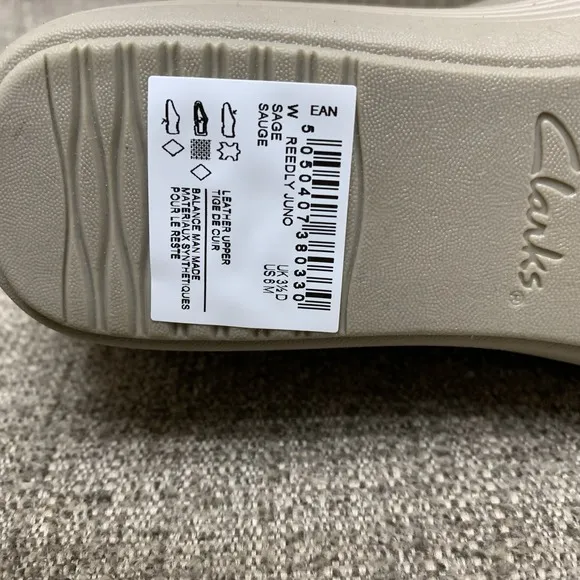 EAN
5 050407 380330
W REEDLY JUNO
SAGE
SAUGE
UK 3½ D
US 6 M
LEATHER UPPER
TIGE DE CUIR
BALANCE MAN MADE
MATERIAUX SYNTHETIQUES
POUR LE RESTE
Clarks®